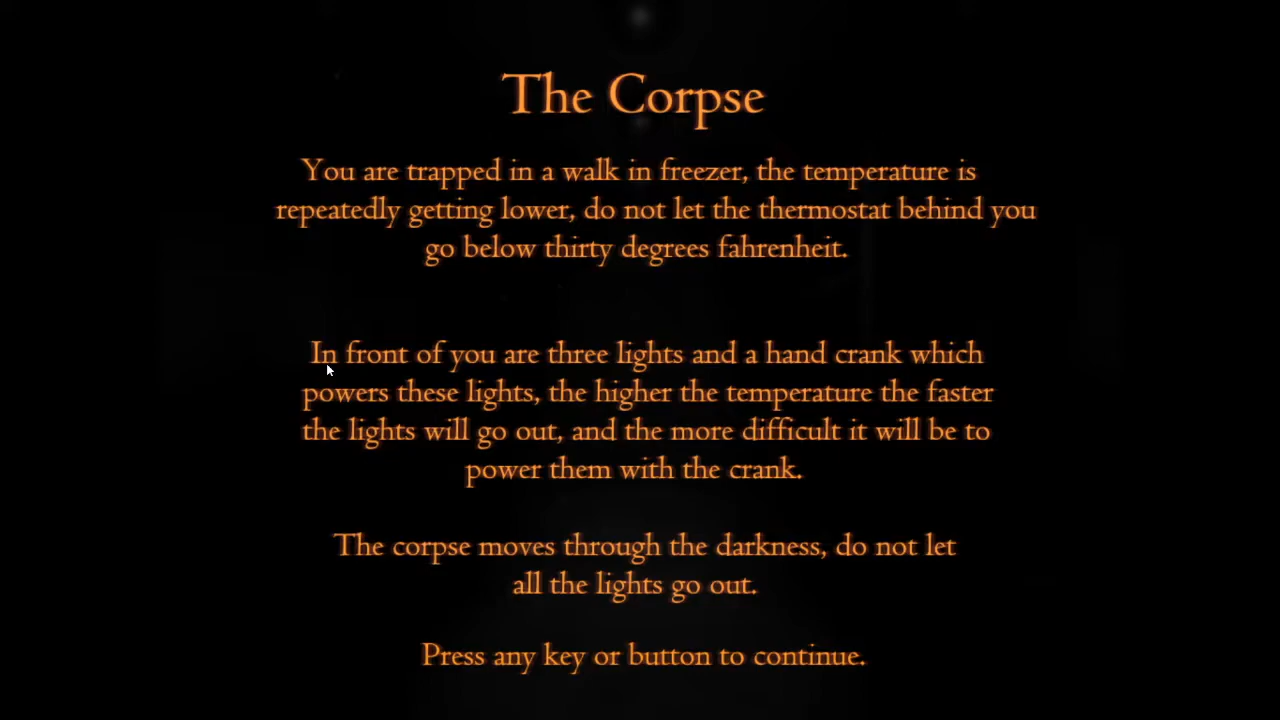 The Corpse
You are trapped in a walk in freezer, the temperature is
repeatedly getting lower, do not let the thermostat behind you
go below thirty degrees fahrenheit.
In front of you are three lights and a hand crank which
powers these lights, the higher the temperature the faster
the lights will go out, and the more difficult it will be to
power them with the crank.
The corpse moves through the darkness, do not let
all the lights go out.
Press any key or button to continue.